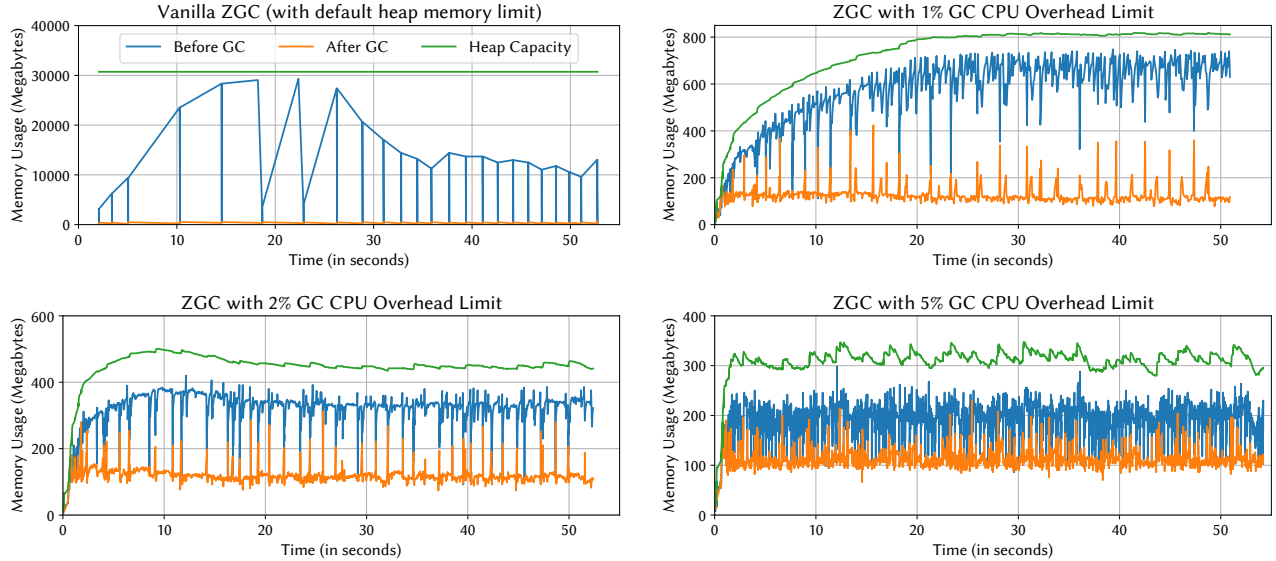 Vanilla ZGC (with default heap memory limit)
Memory Usage (Megabytes)
40000
30000
20000
10000
0
Before GC
After GC
Heap Capacity
0 10 20 30 40 50
Time (in seconds)
ZGC with 1% GC CPU Overhead Limit
Memory Usage (Megabytes)
800
600
400
200
0
0 10 20 30 40 50
Time (in seconds)
ZGC with 2% GC CPU Overhead Limit
Memory Usage (Megabytes)
600
400
200
0
0 10 20 30 40 50
Time (in seconds)
ZGC with 5% GC CPU Overhead Limit
Memory Usage (Megabytes)
400
300
200
100
0
0 10 20 30 40 50
Time (in seconds)